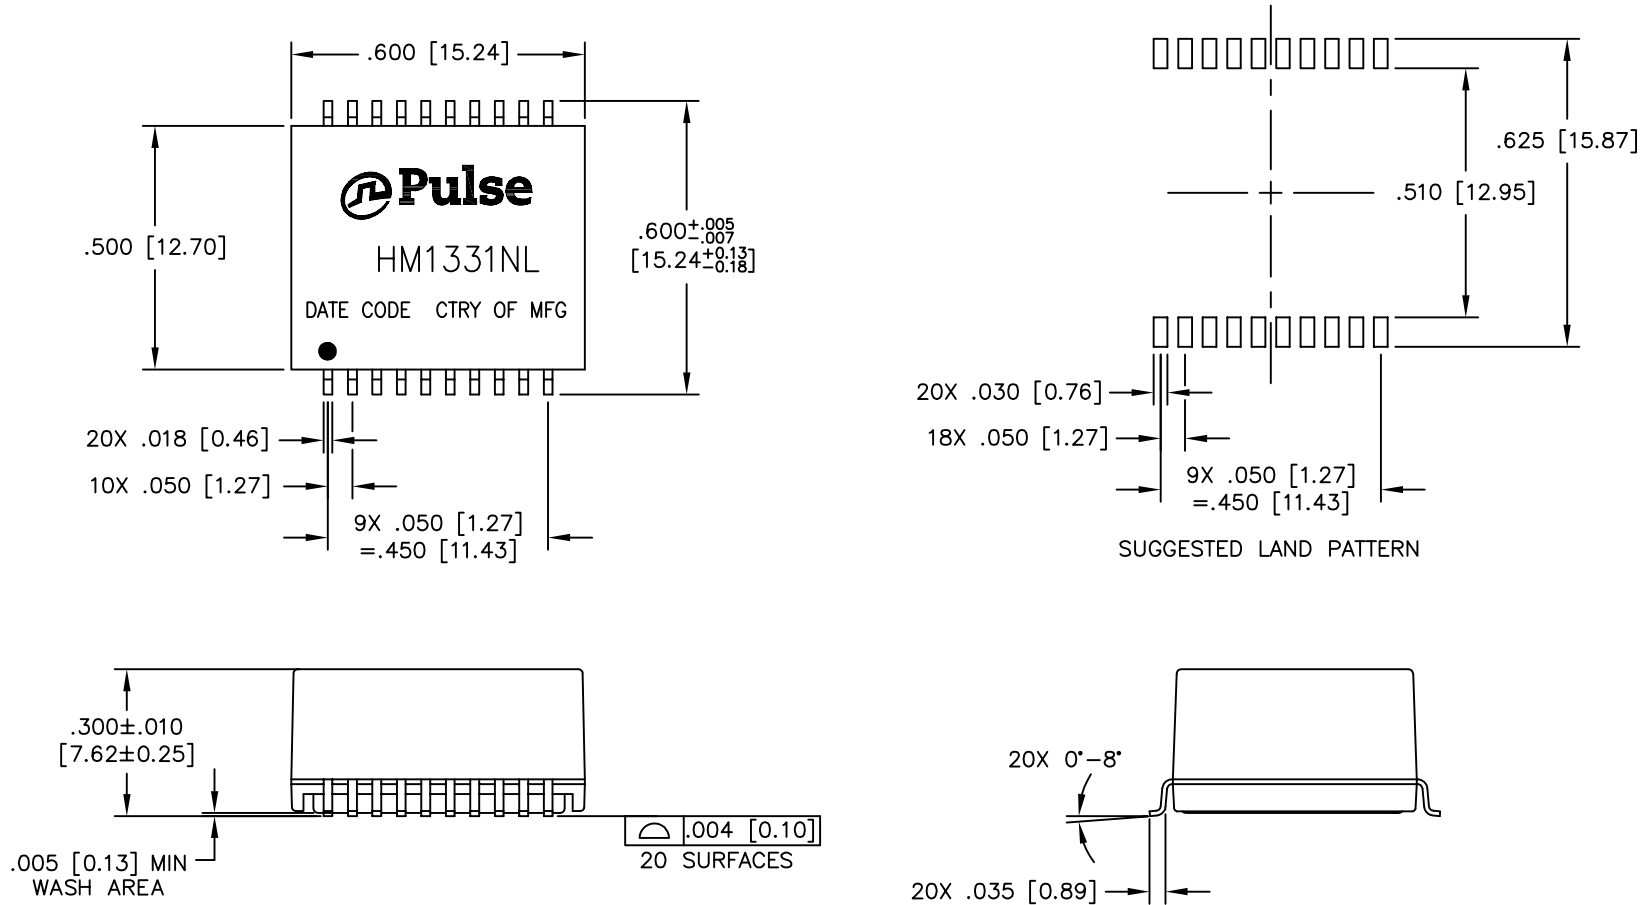 .600 [15.24]
.625 [15.87]
Pulse
.510 [12.95]
.500 [12.70]
.600+.005
−.007
[15.24+0.13
−0.18]
HM1331NL
DATE CODE CTRY OF MFG
20X .030 [0.76]
20X .018 [0.46]
18X .050 [1.27]
10X .050 [1.27]
9X .050 [1.27]
=.450 [11.43]
9X .050 [1.27]
=.450 [11.43]
SUGGESTED LAND PATTERN
.300±.010
[7.62±0.25]
20X 0°−8°
.004 [0.10]
20 SURFACES
.005 [0.13] MIN
WASH AREA
20X .035 [0.89]